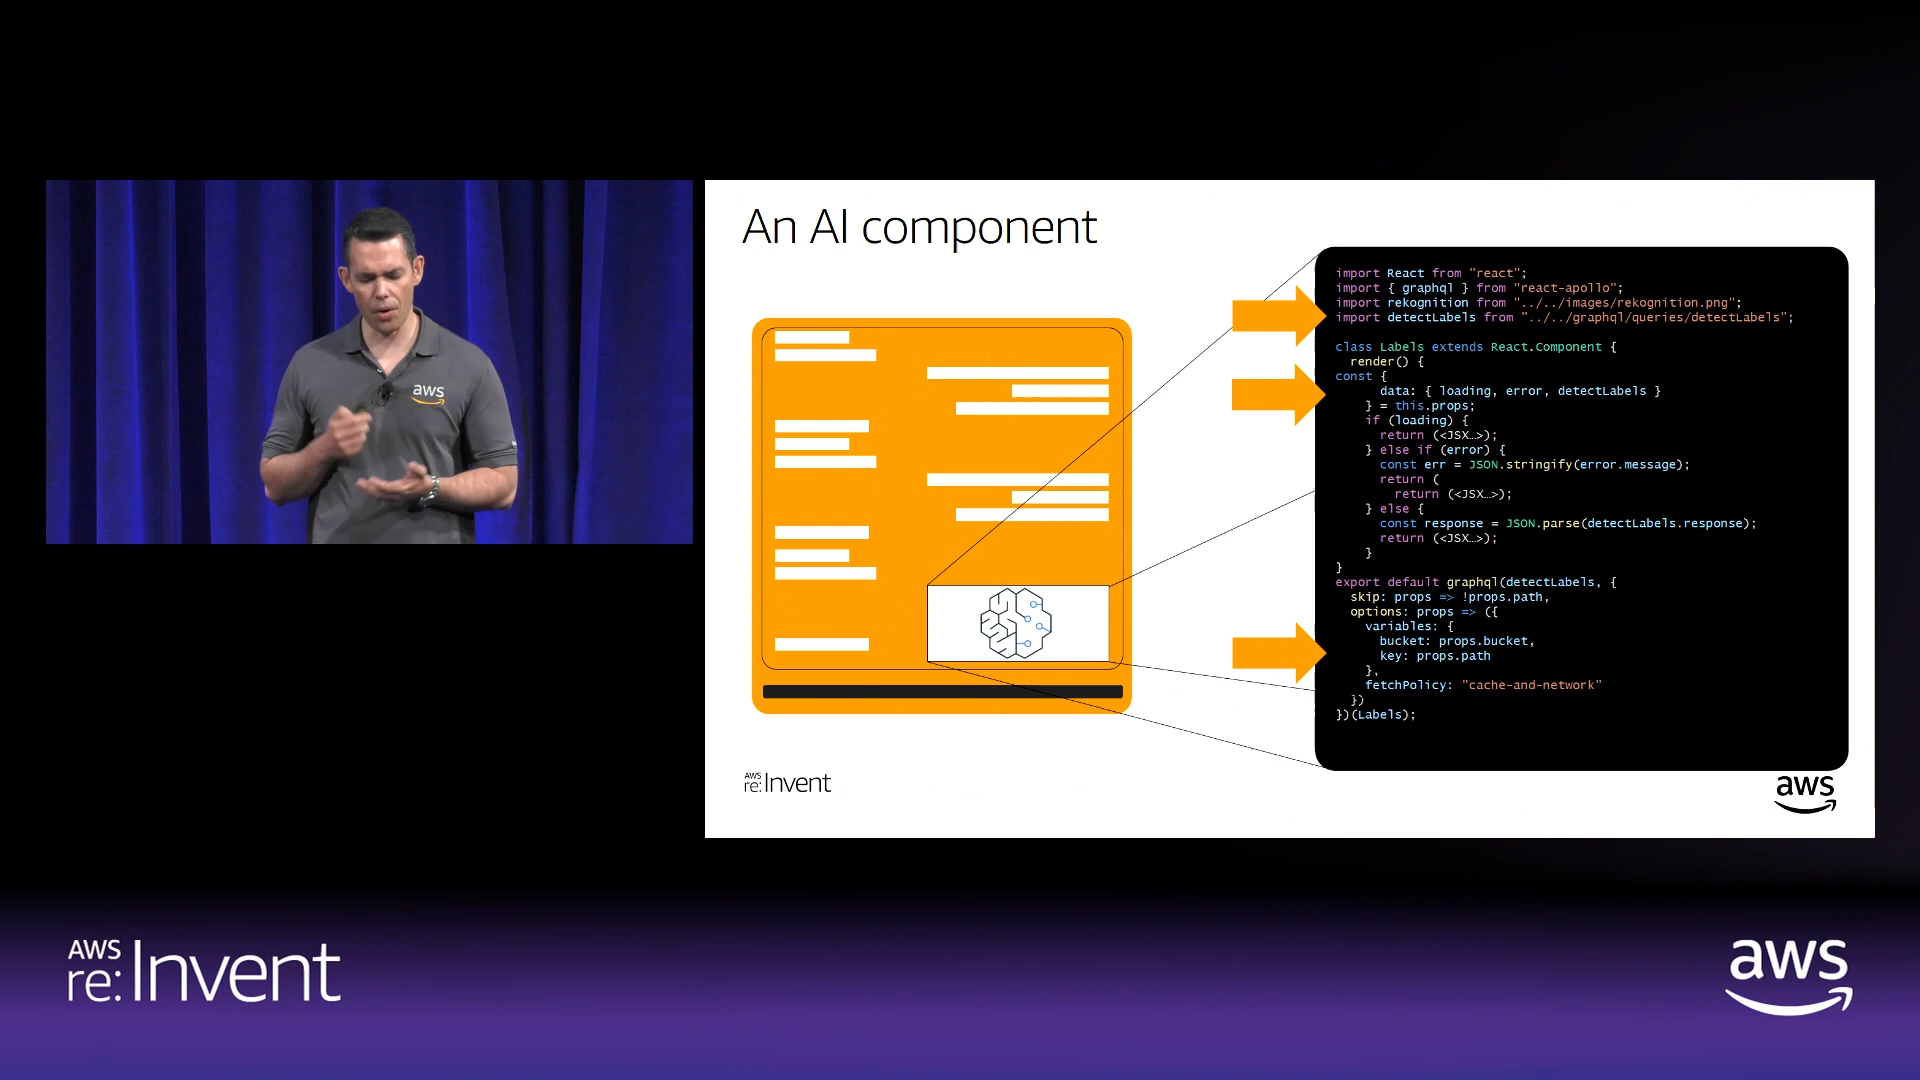 aws
An AI component
import React from "react";
import { graphql } from "react-apollo";
import rekognition from "../../images/rekognition.png";
import detectLabels from "../../graphql/queries/detectLabels";
class Labels extends React.Component {
render() {
const {
data: { loading, error, detectLabels }
} = this.props;
if (loading) {
return (<JSX…>);
} else if (error) {
const err = JSON.stringify(error.message);
return (
return (<JSX…>);
} else {
const response = JSON.parse(detectLabels.response);
return (<JSX…>);
}
}
export default graphql(detectLabels, {
skip: props => !props.path,
options: props => ({
variables: {
bucket: props.bucket,
key: props.path
},
fetchPolicy: "cache-and-network"
})
})(Labels);
AWS
re:Invent
aws
AWS
re:Invent
aws